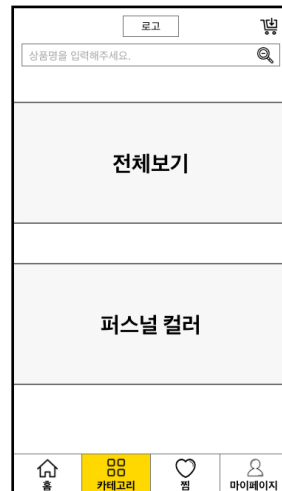 로고
상품명을 입력해주세요.
전체보기
퍼스널 컬러
홈
카테고리
찜
마이페이지